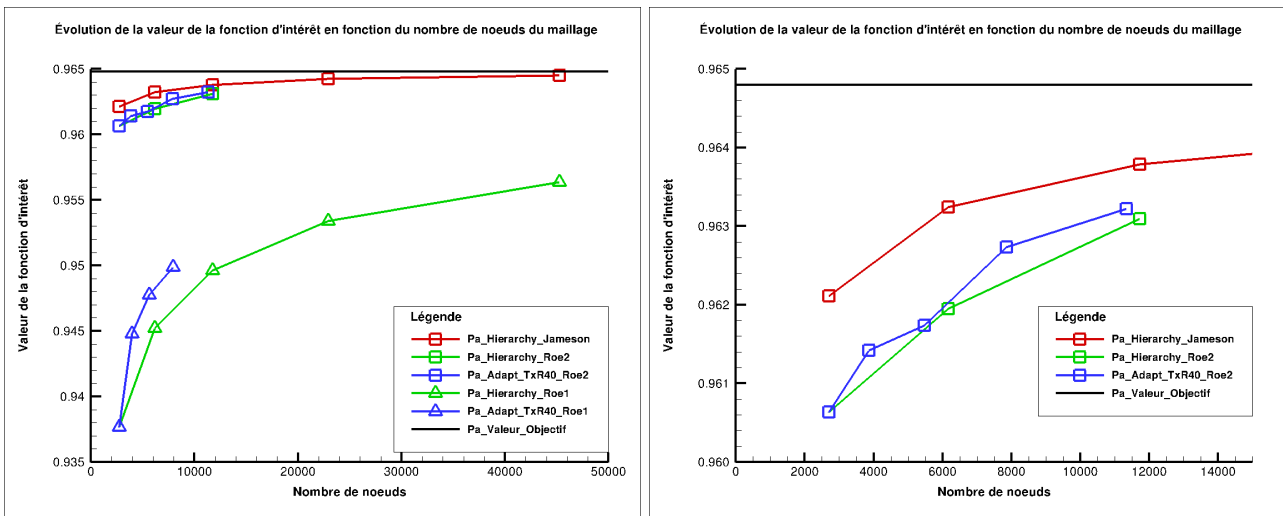 Évolution de la valeur de la fonction d'intérêt en fonction du nombre de noeuds du maillage
0.965
0.96
0.955
0.95
0.945
0.94
0.935
Valeur de la fonction d'intérêt
0
10000
20000
30000
40000
50000
Nombre de noeuds
Légende
Pa_Hierarchy_Jameson
Pa_Hierarchy_Roe2
Pa_Adapt_TxR40_Roe2
Pa_Hierarchy_Roe1
Pa_Adapt_TxR40_Roe1
Pa_Valeur_Objectif
Évolution de la valeur de la fonction d'intérêt en fonction du nombre de noeuds du maillage
0.965
0.964
0.963
0.962
0.961
0.960
Valeur de la fonction d'intérêt
0
2000
4000
6000
8000
10000
12000
14000
Nombre de noeuds
Légende
Pa_Hierarchy_Jameson
Pa_Hierarchy_Roe2
Pa_Adapt_TxR40_Roe2
Pa_Valeur_Objectif